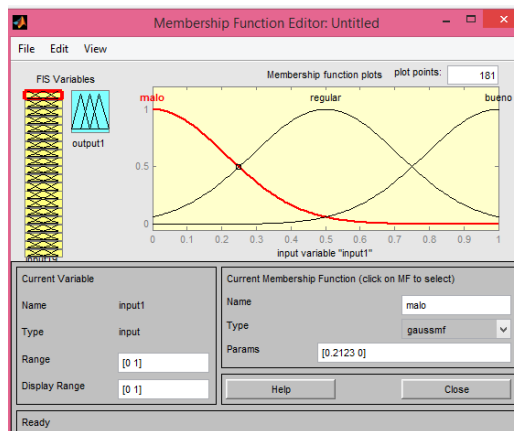 Membership Function Editor: Untitled
File Edit View
FIS Variables
Membership function plots plot points: 181
malo regular bueno
output1
1
0.5
0
0 0.1 0.2 0.3 0.4 0.5 0.6 0.7 0.8 0.9 1
input variable "input1"
Current Variable
Name input1
Type input
Range [0 1]
Display Range [0 1]
Current Membership Function (click on MF to select)
Name malo
Type gaussmf
Params [0.2123 0]
Help Close
Ready